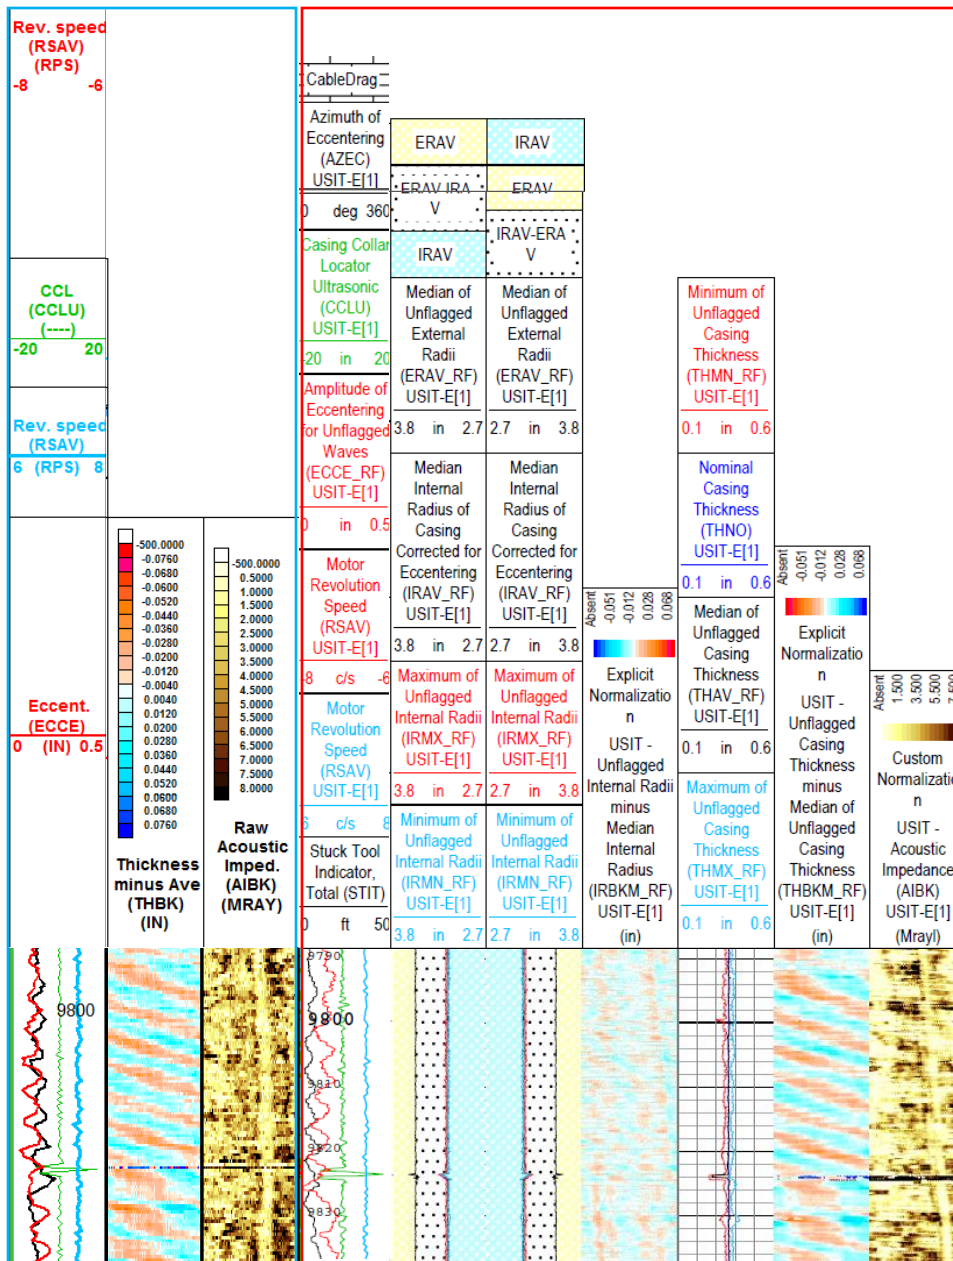 Rev. speed
(RSAV)
(RPS)
-8 -6
CCL
(CCLU)
(----)
-20 20
Rev. speed
(RSAV)
6 (RPS) 8
Eccent.
(ECCE)
0 (IN) 0.5
-500.0000
-0.0760
-0.0680
-0.0600
-0.0520
-0.0440
-0.0360
-0.0280
-0.0200
-0.0120
-0.0040
0.0040
0.0120
0.0200
0.0280
0.0360
0.0440
0.0520
0.0600
0.0680
0.0760
Thickness
minus Ave
(THBK)
(IN)
-500.0000
0.5000
1.0000
1.5000
2.0000
2.5000
3.0000
3.5000
4.0000
4.5000
5.0000
5.5000
6.0000
6.5000
7.0000
7.5000
8.0000
Raw
Acoustic
Imped.
(AIBK)
(MRAY)
CableDrag
Azimuth of
Eccentering
(AZEC)
USIT-E[1]
0 deg 360
Casing Collar
Locator
Ultrasonic
(CCLU)
USIT-E[1]
-20 in 20
Amplitude of
Eccentering
for Unflagged
Waves
(ECCE_RF)
USIT-E[1]
0 in 0.5
Motor
Revolution
Speed
(RSAV)
USIT-E[1]
-8 c/s -6
Motor
Revolution
Speed
(RSAV)
USIT-E[1]
6 c/s 8
Stuck Tool
Indicator,
Total (STIT)
0 ft 50
ERAV
ERAV-IRA
V
IRAV
Median of
Unflagged
External
Radii
(ERAV_RF)
USIT-E[1]
3.8 in 2.7
Median
Internal
Radius of
Casing
Corrected for
Eccentering
(IRAV_RF)
USIT-E[1]
3.8 in 2.7
Maximum of
Unflagged
Internal Radii
(IRMX_RF)
USIT-E[1]
3.8 in 2.7
Minimum of
Unflagged
Internal Radii
(IRMN_RF)
USIT-E[1]
3.8 in 2.7
IRAV
ERAV
IRAV-ERA
V
Median of
Unflagged
External
Radii
(ERAV_RF)
USIT-E[1]
2.7 in 3.8
Median
Internal
Radius of
Casing
Corrected for
Eccentering
(IRAV_RF)
USIT-E[1]
2.7 in 3.8
Maximum of
Unflagged
Internal Radii
(IRMX_RF)
USIT-E[1]
2.7 in 3.8
Minimum of
Unflagged
Internal Radii
(IRMN_RF)
USIT-E[1]
2.7 in 3.8
Absent
-0.051
-0.012
0.028
0.068
Explicit
Normalizatio
n
USIT -
Unflagged
Internal Radii
minus
Median
Internal
Radius
(IRBKM_RF)
USIT-E[1]
(in)
Minimum of
Unflagged
Casing
Thickness
(THMN_RF)
USIT-E[1]
0.1 in 0.6
Nominal
Casing
Thickness
(THNO)
USIT-E[1]
0.1 in 0.6
Median of
Unflagged
Casing
Thickness
(THAV_RF)
USIT-E[1]
0.1 in 0.6
Maximum of
Unflagged
Casing
Thickness
(THMX_RF)
USIT-E[1]
0.1 in 0.6
Absent
-0.051
-0.012
0.028
0.068
Explicit
Normalizatio
n
USIT -
Unflagged
Casing
Thickness
minus
Median of
Unflagged
Casing
Thickness
(THBKM_RF)
USIT-E[1]
(in)
Absent
1.500
3.500
5.500
7.500
Custom
Normalizatio
n
USIT -
Acoustic
Impedance
(AIBK)
USIT-E[1]
(Mrayl)
9800
9790
9800
9810
9820
9830